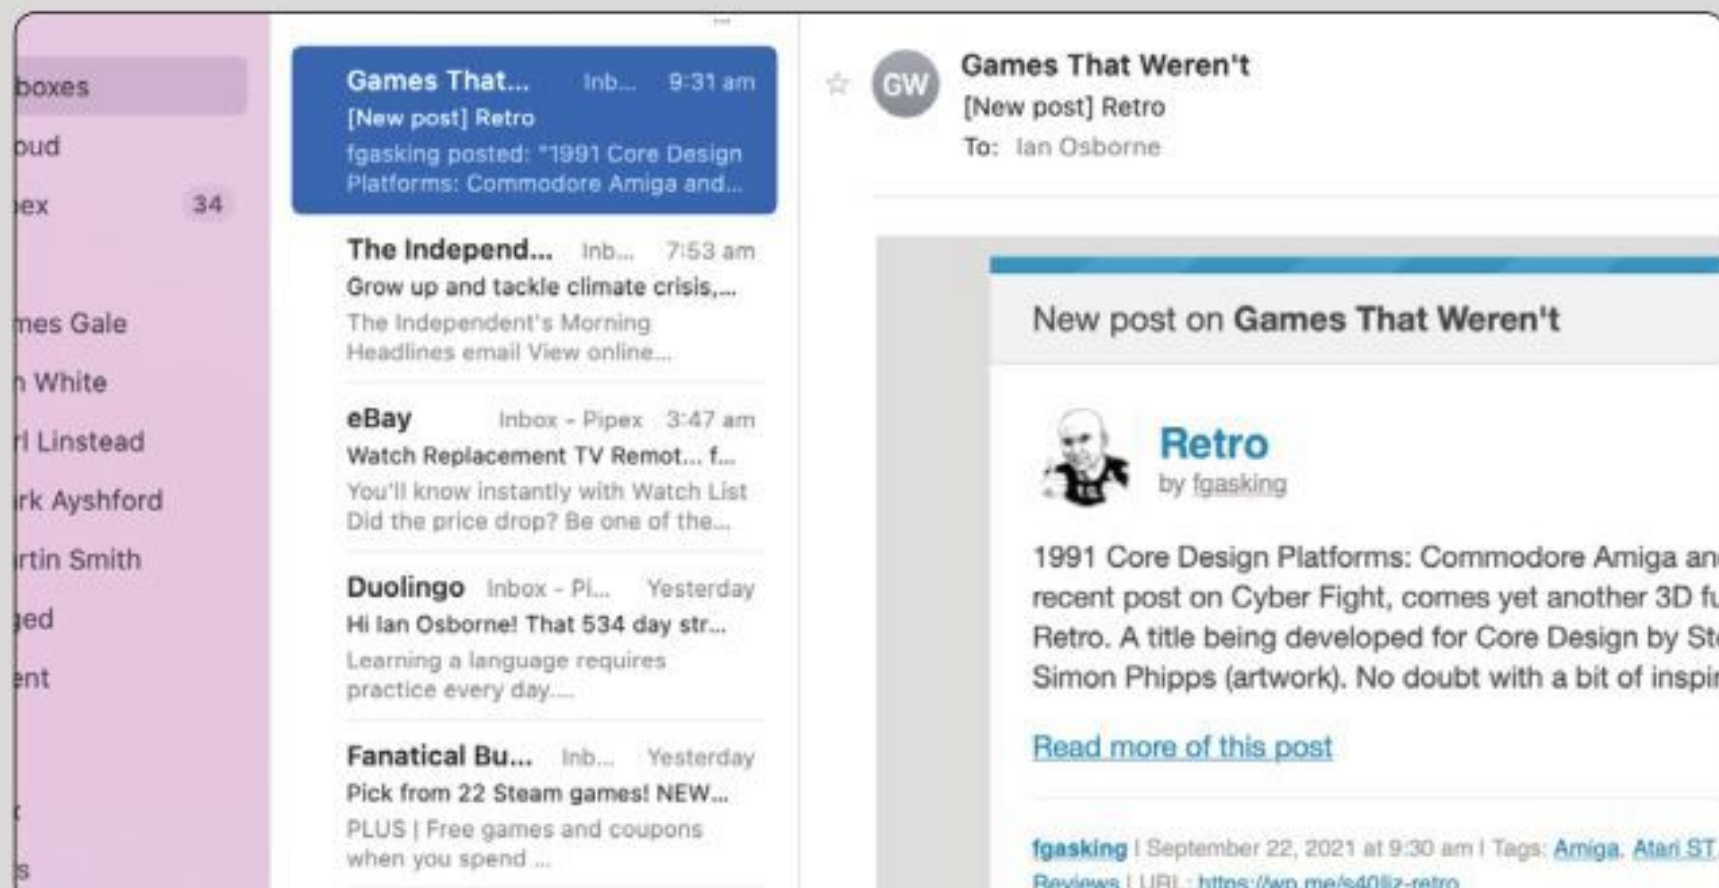 boxes
oud
ex
34
mes Gale
n White
rl Linstead
rk Ayshford
rtin Smith
ged
ent
s
Games That... Inb... 9:31 am
[New post] Retro
fgasking posted: "1991 Core Design
Platforms: Commodore Amiga and...
The Independ... Inb... 7:53 am
Grow up and tackle climate crisis,...
The Independent's Morning
Headlines email View online...
eBay Inbox - Pipex 3:47 am
Watch Replacement TV Remot... f...
You'll know instantly with Watch List
Did the price drop? Be one of the...
Duolingo Inbox - Pi... Yesterday
Hi Ian Osborne! That 534 day str...
Learning a language requires
practice every day....
Fanatical Bu... Inb... Yesterday
Pick from 22 Steam games! NEW...
PLUS | Free games and coupons
when you spend ...
GW
Games That Weren't
[New post] Retro
To: Ian Osborne
New post on Games That Weren't
Retro
by fgasking
1991 Core Design Platforms: Commodore Amiga an
recent post on Cyber Fight, comes yet another 3D fu
Retro. A title being developed for Core Design by Ste
Simon Phipps (artwork). No doubt with a bit of inspir
Read more of this post
fgasking | September 22, 2021 at 9:30 am | Tags: Amiga, Atari ST
Reviews | URL: